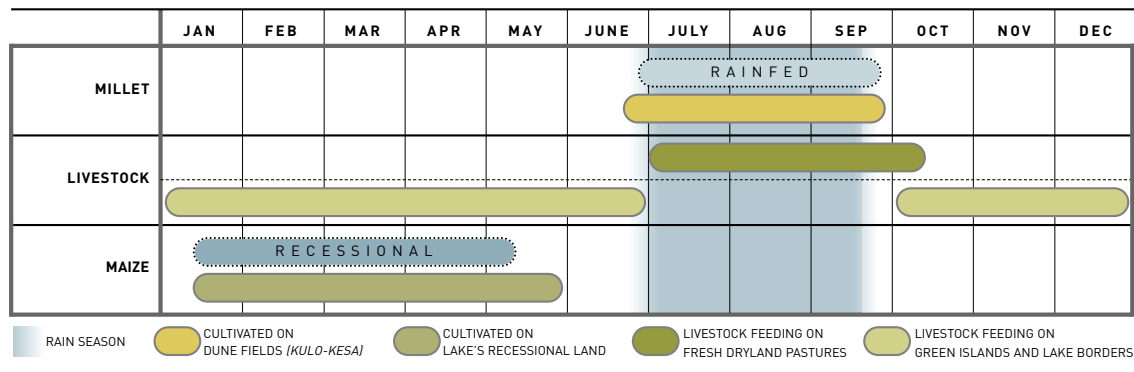 JAN FEB MAR APR MAY JUNE JULY AUG SEP OCT NOV DEC
MILLET
RAINFED
LIVESTOCK
MAIZE
RECESSIONAL
RAIN SEASON
CULTIVATED ON
DUNE FIELDS (KULO-KESA)
CULTIVATED ON
LAKE'S RECESSIONAL LAND
LIVESTOCK FEEDING ON
FRESH DRYLAND PASTURES
LIVESTOCK FEEDING ON
GREEN ISLANDS AND LAKE BORDERS